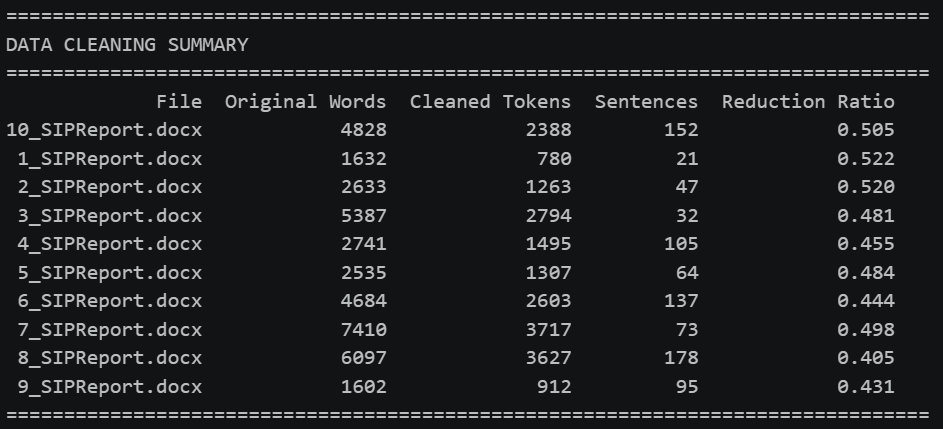 ================================================================================
DATA CLEANING SUMMARY
================================================================================
             File  Original Words  Cleaned Tokens  Sentences  Reduction Ratio
10_SIPReport.docx            4828            2388        152            0.505
 1_SIPReport.docx            1632             780         21            0.522
 2_SIPReport.docx            2633            1263         47            0.520
 3_SIPReport.docx            5387            2794         32            0.481
 4_SIPReport.docx            2741            1495        105            0.455
 5_SIPReport.docx            2535            1307         64            0.484
 6_SIPReport.docx            4684            2603        137            0.444
 7_SIPReport.docx            7410            3717         73            0.498
 8_SIPReport.docx            6097            3627        178            0.405
 9_SIPReport.docx            1602             912         95            0.431
================================================================================